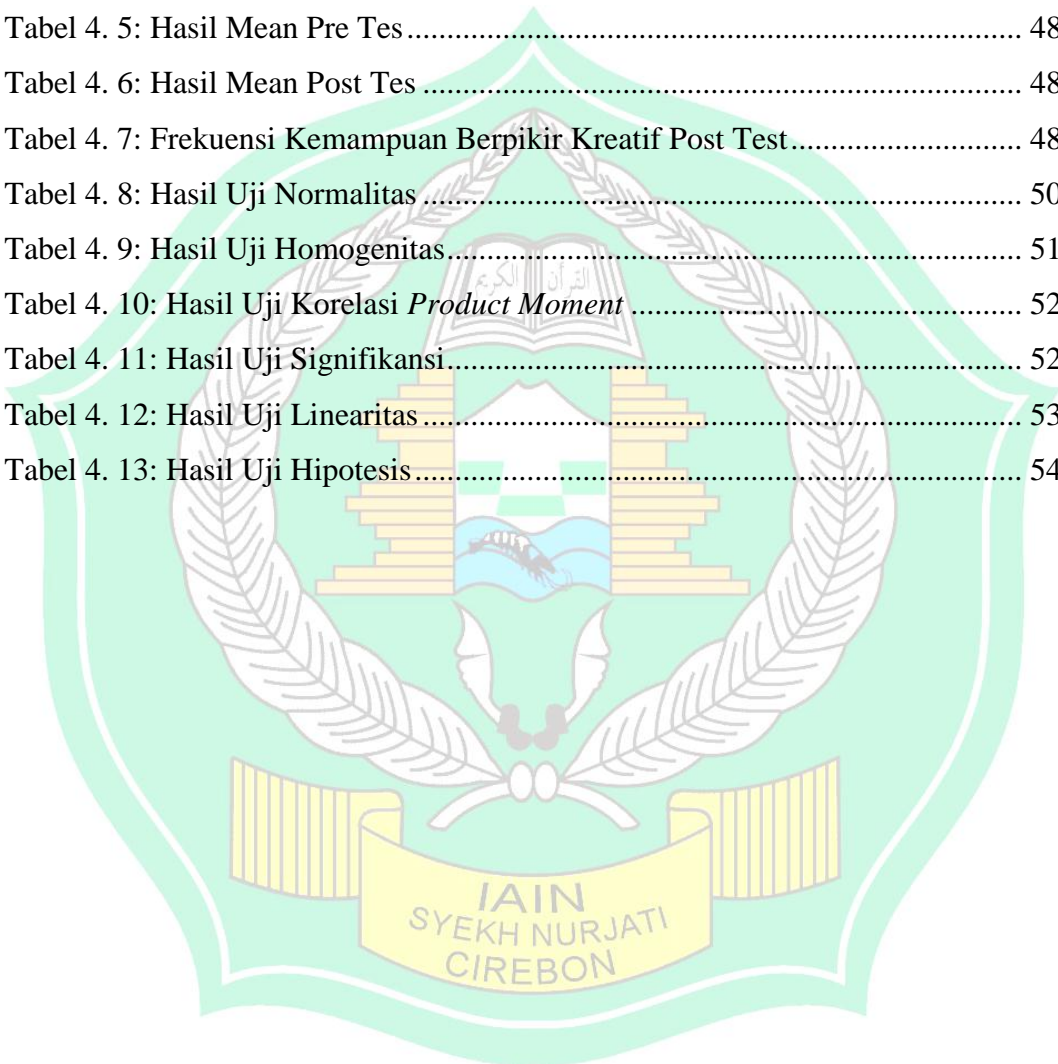 Tabel 4. 5: Hasil Mean Pre Tes ........................................................................ 48
Tabel 4. 6: Hasil Mean Post Tes ...................................................................... 48
Tabel 4. 7: Frekuensi Kemampuan Berpikir Kreatif Post Test ........................... 48
Tabel 4. 8: Hasil Uji Normalitas ...................................................................... 50
Tabel 4. 9: Hasil Uji Homogenitas ................................................................... 51
القرآن الكريم
Tabel 4. 10: Hasil Uji Korelasi Product Moment .............................................. 52
Tabel 4. 11: Hasil Uji Signifikansi ................................................................... 52
Tabel 4. 12: Hasil Uji Linearitas ...................................................................... 53
Tabel 4. 13: Hasil Uji Hipotesis ....................................................................... 54
IAIN
SYEKH NURJATI
CIREBON